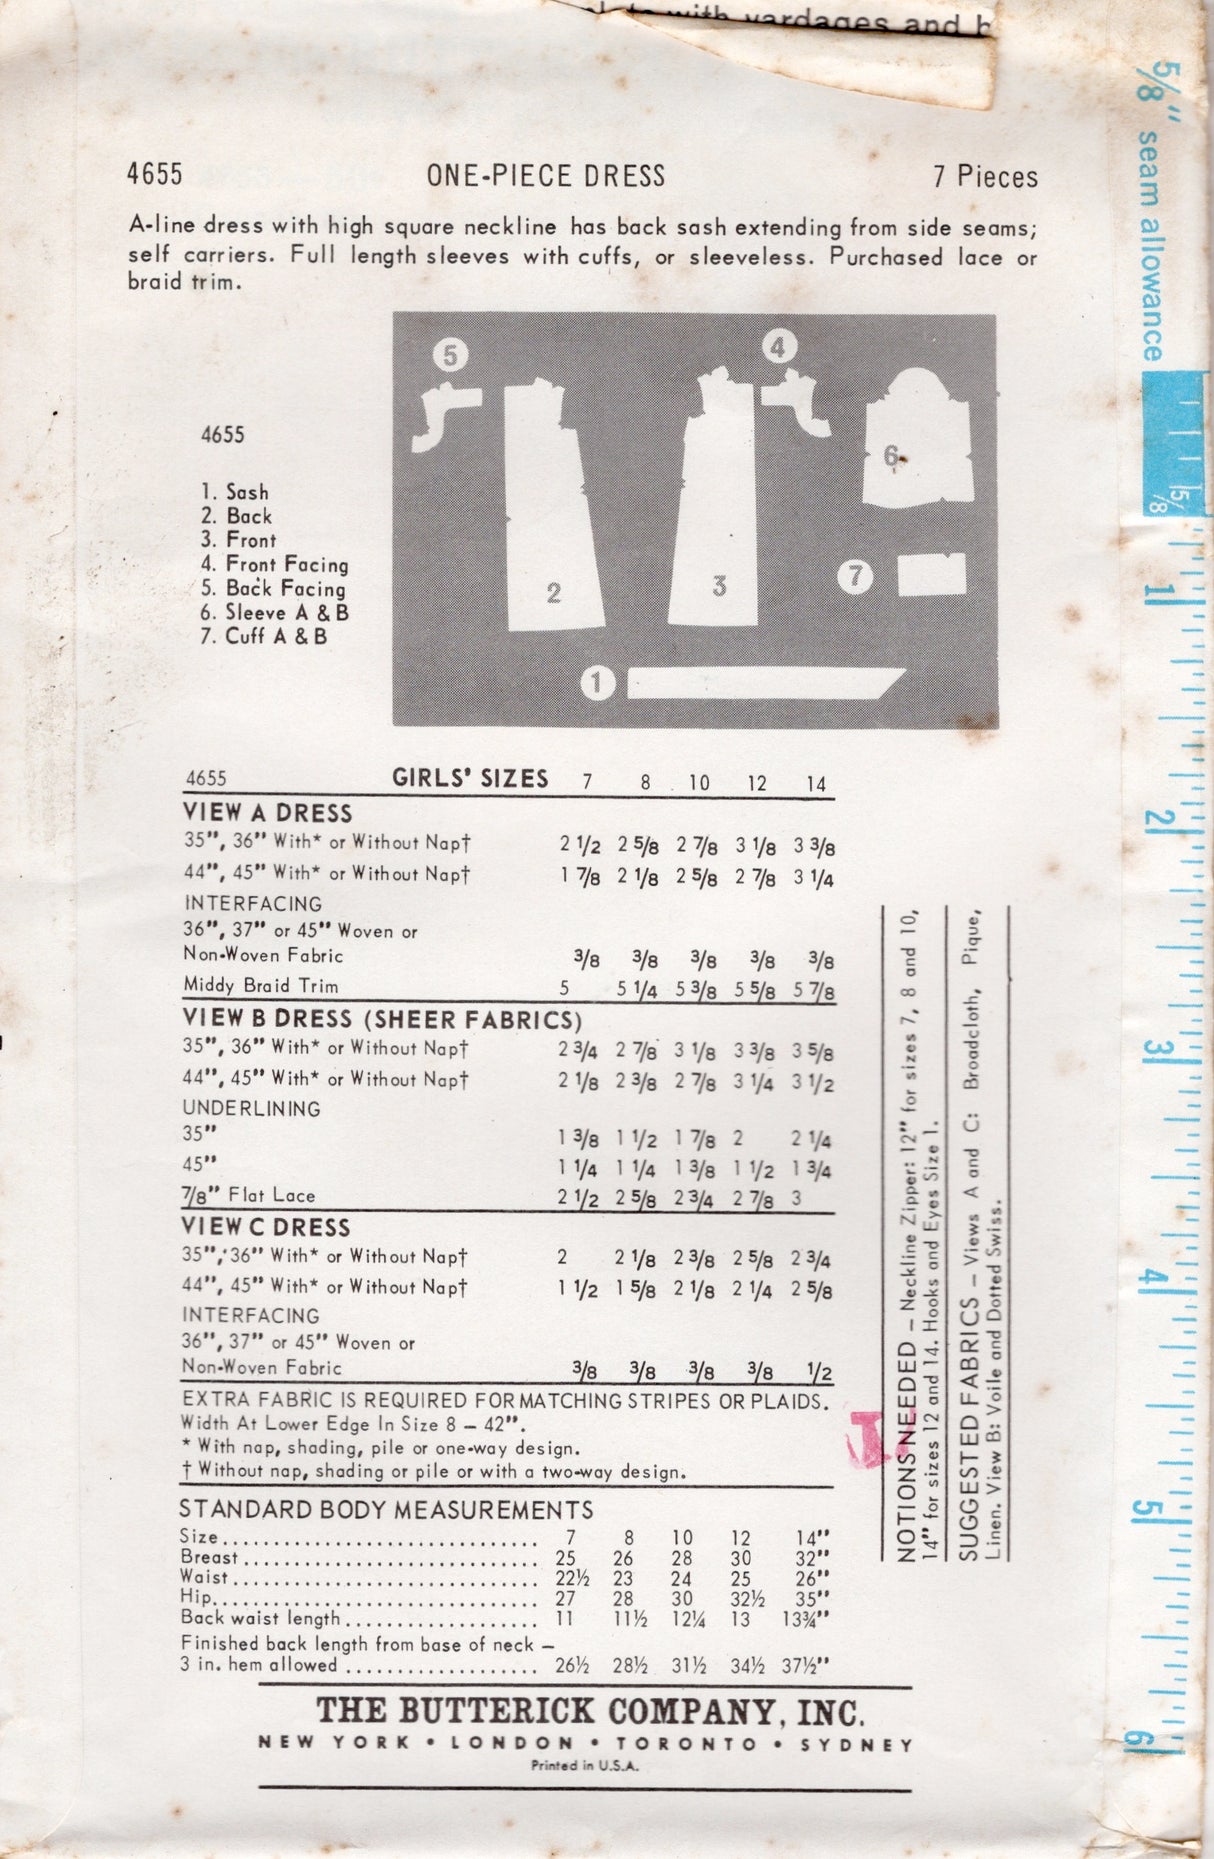 plete with yardages and b
5/8" seam allowance
4655 ONE-PIECE DRESS 7 Pieces
A-line dress with high square neckline has back sash extending from side seams;
self carriers. Full length sleeves with cuffs, or sleeveless. Purchased lace or
braid trim.
4655
1. Sash
2. Back
3. Front
4. Front Facing
5. Back Facing
6. Sleeve A & B
7. Cuff A & B
5
4
6
2
3
7
1
4655 GIRLS' SIZES 7 8 10 12 14
VIEW A DRESS
35", 36" With* or Without Nap† 2 1/2 2 5/8 2 7/8 3 1/8 3 3/8
44", 45" With* or Without Nap† 1 7/8 2 1/8 2 5/8 2 7/8 3 1/4
INTERFACING
36", 37" or 45" Woven or
Non-Woven Fabric 3/8 3/8 3/8 3/8 3/8
Middy Braid Trim 5 5 1/4 5 3/8 5 5/8 5 7/8
VIEW B DRESS (SHEER FABRICS)
35", 36" With* or Without Nap† 2 3/4 2 7/8 3 1/8 3 3/8 3 5/8
44", 45" With* or Without Nap† 2 1/8 2 3/8 2 7/8 3 1/4 3 1/2
UNDERLINING
35" 1 3/8 1 1/2 1 7/8 2 2 1/4
45" 1 1/4 1 1/4 1 3/8 1 1/2 1 3/4
7/8" Flat Lace 2 1/2 2 5/8 2 3/4 2 7/8 3
VIEW C DRESS
35", 36" With* or Without Nap† 2 2 1/8 2 3/8 2 5/8 2 3/4
44", 45" With* or Without Nap† 1 1/2 1 5/8 2 1/8 2 1/4 2 5/8
INTERFACING
36", 37" or 45" Woven or
Non-Woven Fabric 3/8 3/8 3/8 3/8 1/2
EXTRA FABRIC IS REQUIRED FOR MATCHING STRIPES OR PLAIDS.
Width At Lower Edge In Size 8 – 42".
* With nap, shading, pile or one-way design.
† Without nap, shading or pile or with a two-way design.
STANDARD BODY MEASUREMENTS
Size 7 8 10 12 14"
Breast 25 26 28 30 32"
Waist 22½ 23 24 25 26"
Hip 27 28 30 32½ 35"
Back waist length 11 11½ 12¼ 13 13¾"
Finished back length from base of neck –
3 in. hem allowed 26½ 28½ 31½ 34½ 37½"
NOTIONS NEEDED – Neckline Zipper: 12" for sizes 7, 8 and 10,
14" for sizes 12 and 14. Hooks and Eyes Size 1.
SUGGESTED FABRICS – Views A and C: Broadcloth, Pique,
Linen. View B: Voile and Dotted Swiss.
THE BUTTERICK COMPANY, INC.
NEW YORK • LONDON • TORONTO • SYDNEY
Printed in U.S.A.
5/8
1
2
3
4
5
6